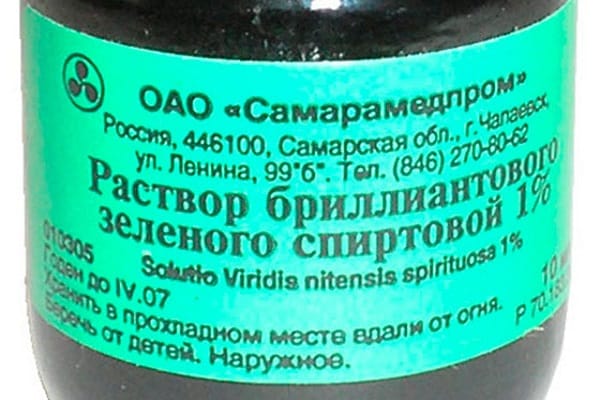 ОАО «Самарамедпром»
Россия, 446100, Самарская обл., г. Чапаевск,
ул. Ленина, 99"б". Тел. (846) 270-80-62
Раствор бриллиантового
зеленого спиртовой 1%
Solutio Viridis nitensis spirituosa 1%
010305
10
Годен до IV.07
Р 70.
Хранить в прохладном месте вдали от огня.
Беречь от детей. Наружное.